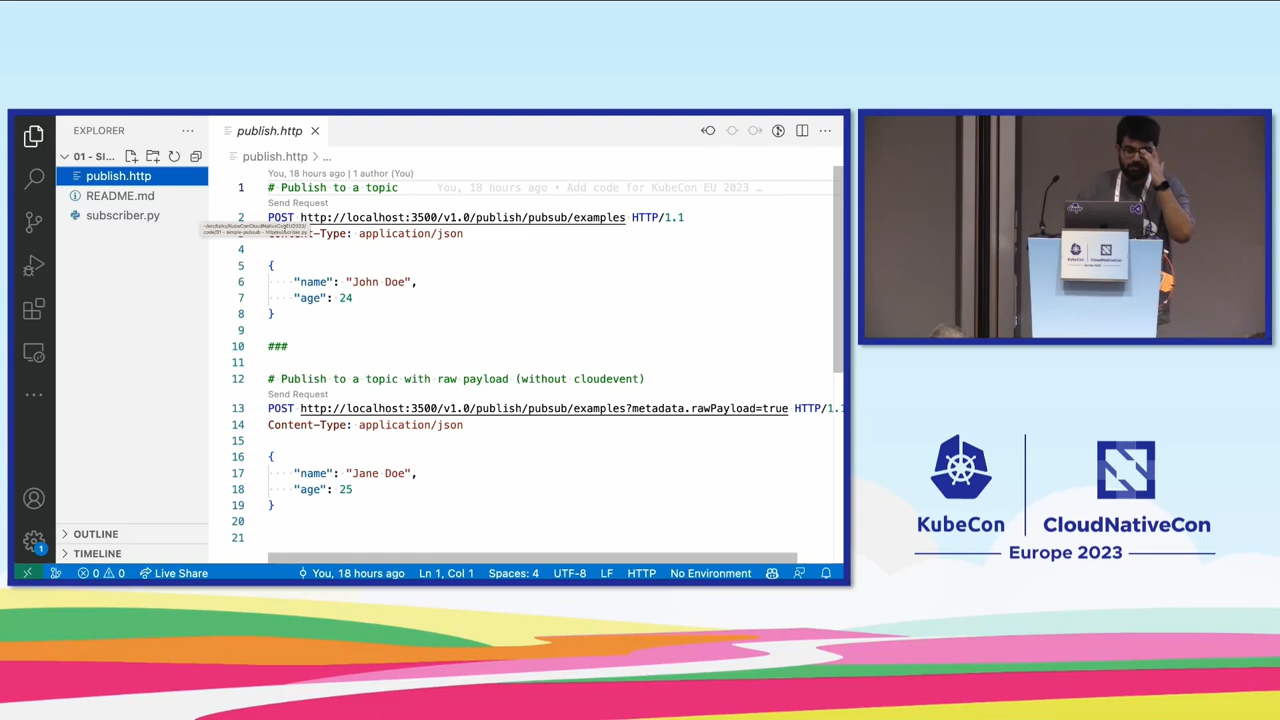 EXPLORER
publish.http
01 - SI...
publish.http > ...
publish.http
README.md
subscriber.py
You, 18 hours ago | 1 author (You)
1 # Publish to a topic You, 18 hours ago • Add code for KubeCon EU 2023 …
Send Request
2 POST http://localhost:3500/v1.0/publish/pubsub/examples HTTP/1.1
Content-Type: application/json
4
5 {
6 "name": "John Doe",
7 "age": 24
8 }
9
10 ###
11
12 # Publish to a topic with raw payload (without cloudevent)
Send Request
13 POST http://localhost:3500/v1.0/publish/pubsub/examples?metadata.rawPayload=true HTTP/1.1
14 Content-Type: application/json
15
16 {
17 "name": "Jane Doe",
18 "age": 25
19 }
20
21
OUTLINE
TIMELINE
1
0 0 Live Share You, 18 hours ago Ln 1, Col 1 Spaces: 4 UTF-8 LF HTTP No Environment
KubeCon CloudNativeCon
Europe 2023
KubeCon CloudNativeCon
Europe 2023